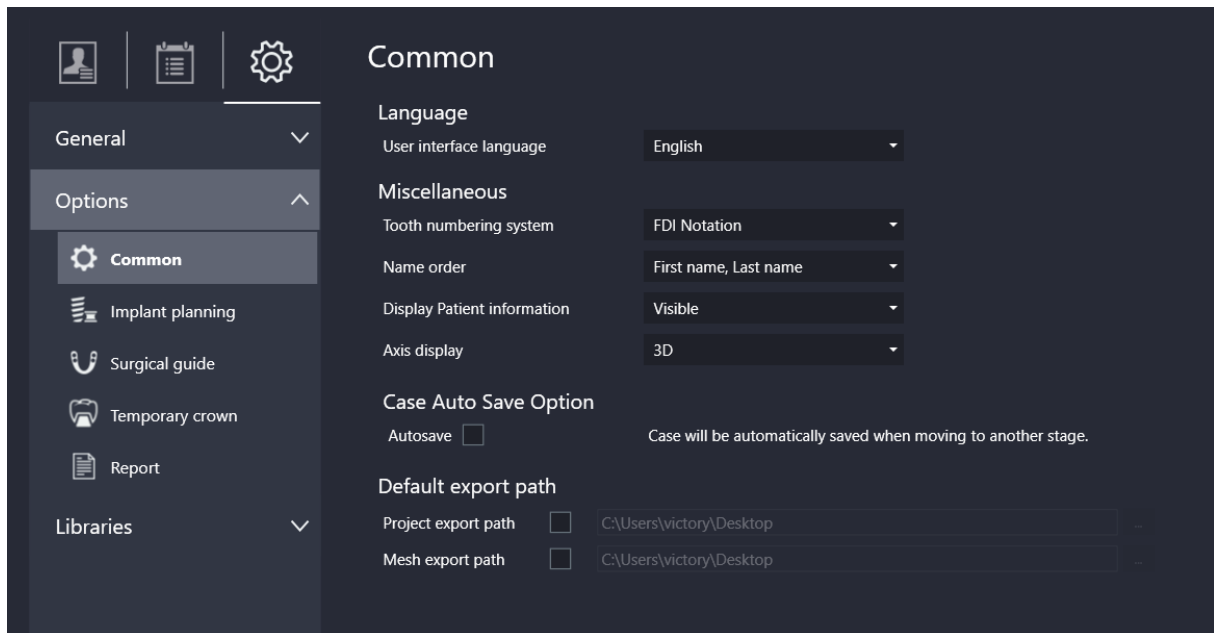 Common
General
Options
Common
Implant planning
Surgical guide
Temporary crown
Report
Libraries
Language
User interface language English
Miscellaneous
Tooth numbering system FDI Notation
Name order First name, Last name
Display Patient information Visible
Axis display 3D
Case Auto Save Option
Autosave Case will be automatically saved when moving to another stage.
Default export path
Project export path C:\Users\victory\Desktop ...
Mesh export path C:\Users\victory\Desktop ...